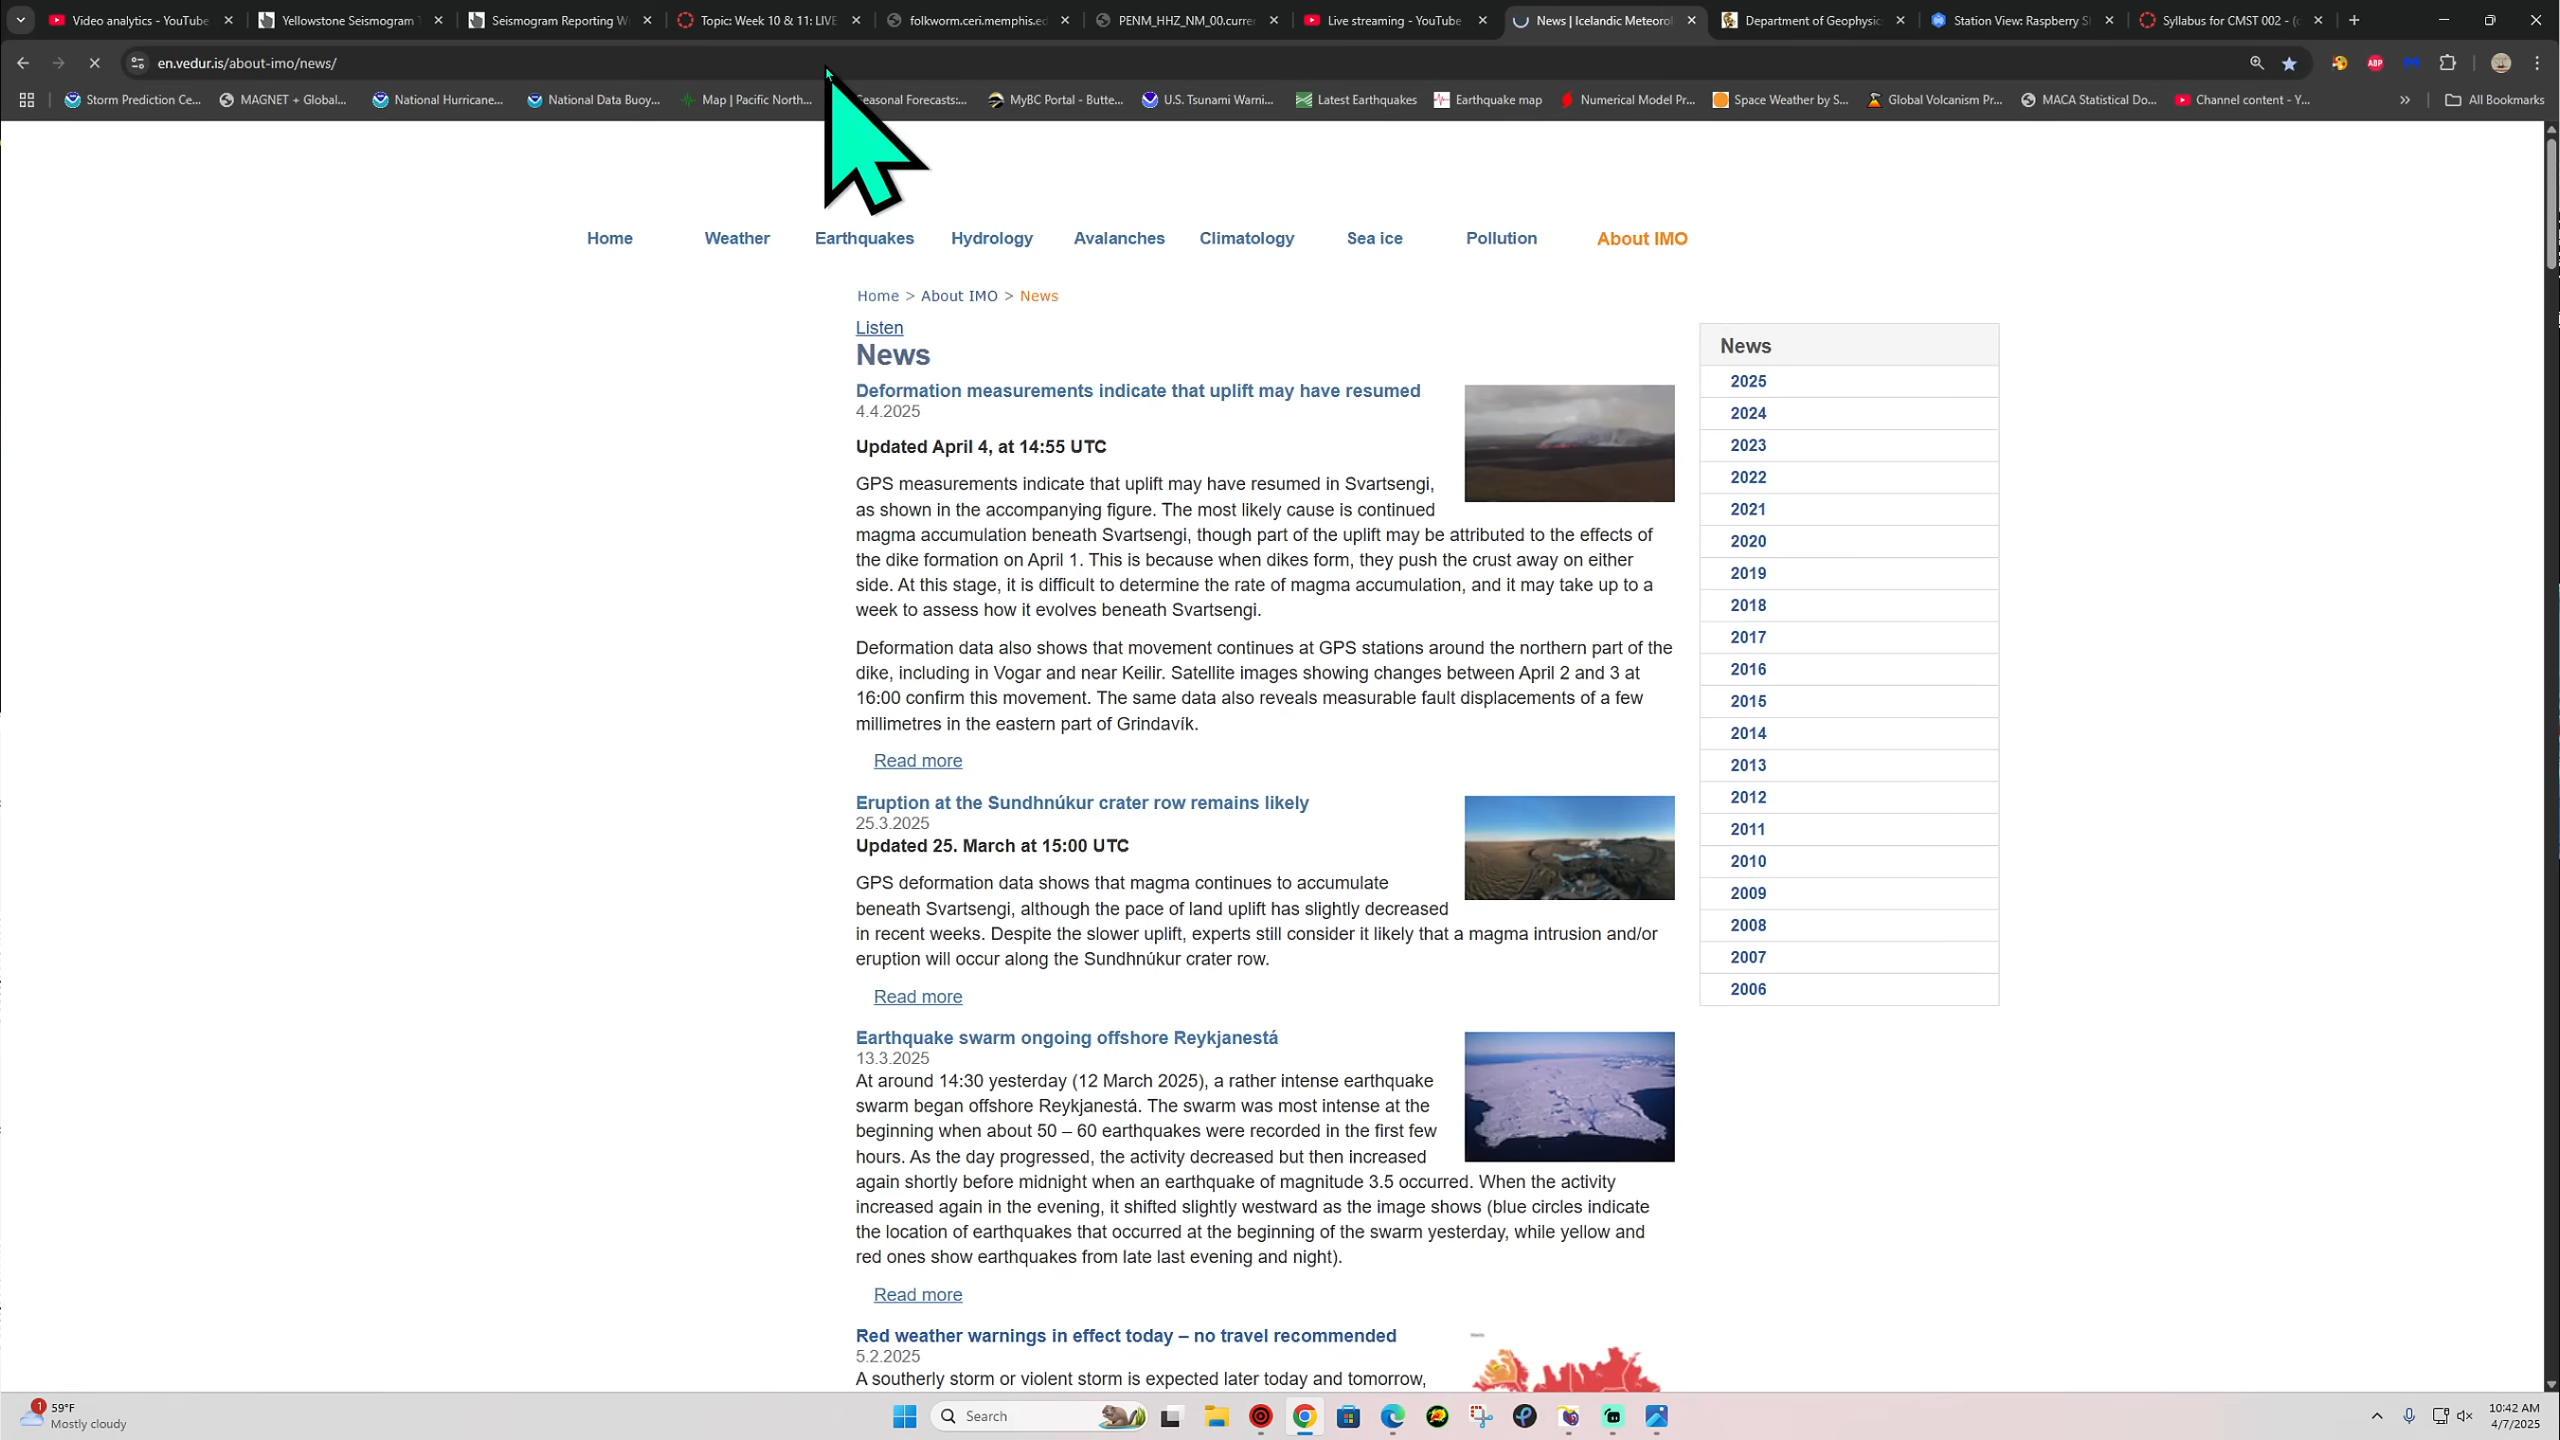 Video analytics - YouTube
Yellowstone Seismogram T
Seismogram Reporting W
Topic: Week 10 & 11: LIVE
folkworm.ceri.memphis.ed
PENM_HHZ_NM_00.curren
Live streaming - YouTube
News | Icelandic Meteorol
Department of Geophysic
Station View: Raspberry S
Syllabus for CMST 002 - (
en.vedur.is/about-imo/news/
ABP
Storm Prediction Ce...
MAGNET + Global...
National Hurricane...
National Data Buoy...
Map | Pacific North...
Seasonal Forecasts:...
MyBC Portal - Butte...
U.S. Tsunami Warni...
Latest Earthquakes
Earthquake map
Numerical Model Pr...
Space Weather by S...
Global Volcanism Pr...
MACA Statistical Do...
Channel content - Y...
All Bookmarks
Home
Weather
Earthquakes
Hydrology
Avalanches
Climatology
Sea ice
Pollution
About IMO
Home > About IMO > News
Listen
News
Deformation measurements indicate that uplift may have resumed
4.4.2025
Updated April 4, at 14:55 UTC
GPS measurements indicate that uplift may have resumed in Svartsengi,
as shown in the accompanying figure. The most likely cause is continued
magma accumulation beneath Svartsengi, though part of the uplift may be attributed to the effects of
the dike formation on April 1. This is because when dikes form, they push the crust away on either
side. At this stage, it is difficult to determine the rate of magma accumulation, and it may take up to a
week to assess how it evolves beneath Svartsengi.
Deformation data also shows that movement continues at GPS stations around the northern part of the
dike, including in Vogar and near Keilir. Satellite images showing changes between April 2 and 3 at
16:00 confirm this movement. The same data also reveals measurable fault displacements of a few
millimetres in the eastern part of Grindavík.
Read more
Eruption at the Sundhnúkur crater row remains likely
25.3.2025
Updated 25. March at 15:00 UTC
GPS deformation data shows that magma continues to accumulate
beneath Svartsengi, although the pace of land uplift has slightly decreased
in recent weeks. Despite the slower uplift, experts still consider it likely that a magma intrusion and/or
eruption will occur along the Sundhnúkur crater row.
Read more
Earthquake swarm ongoing offshore Reykjanestá
13.3.2025
At around 14:30 yesterday (12 March 2025), a rather intense earthquake
swarm began offshore Reykjanestá. The swarm was most intense at the
beginning when about 50 – 60 earthquakes were recorded in the first few
hours. As the day progressed, the activity decreased but then increased
again shortly before midnight when an earthquake of magnitude 3.5 occurred. When the activity
increased again in the evening, it shifted slightly westward as the image shows (blue circles indicate
the location of earthquakes that occurred at the beginning of the swarm yesterday, while yellow and
red ones show earthquakes from late last evening and night).
Read more
Red weather warnings in effect today – no travel recommended
5.2.2025
A southerly storm or violent storm is expected later today and tomorrow,
News
2025
2024
2023
2022
2021
2020
2019
2018
2017
2016
2015
2014
2013
2012
2011
2010
2009
2008
2007
2006
1
59°F
Mostly cloudy
Search
10:42 AM
4/7/2025